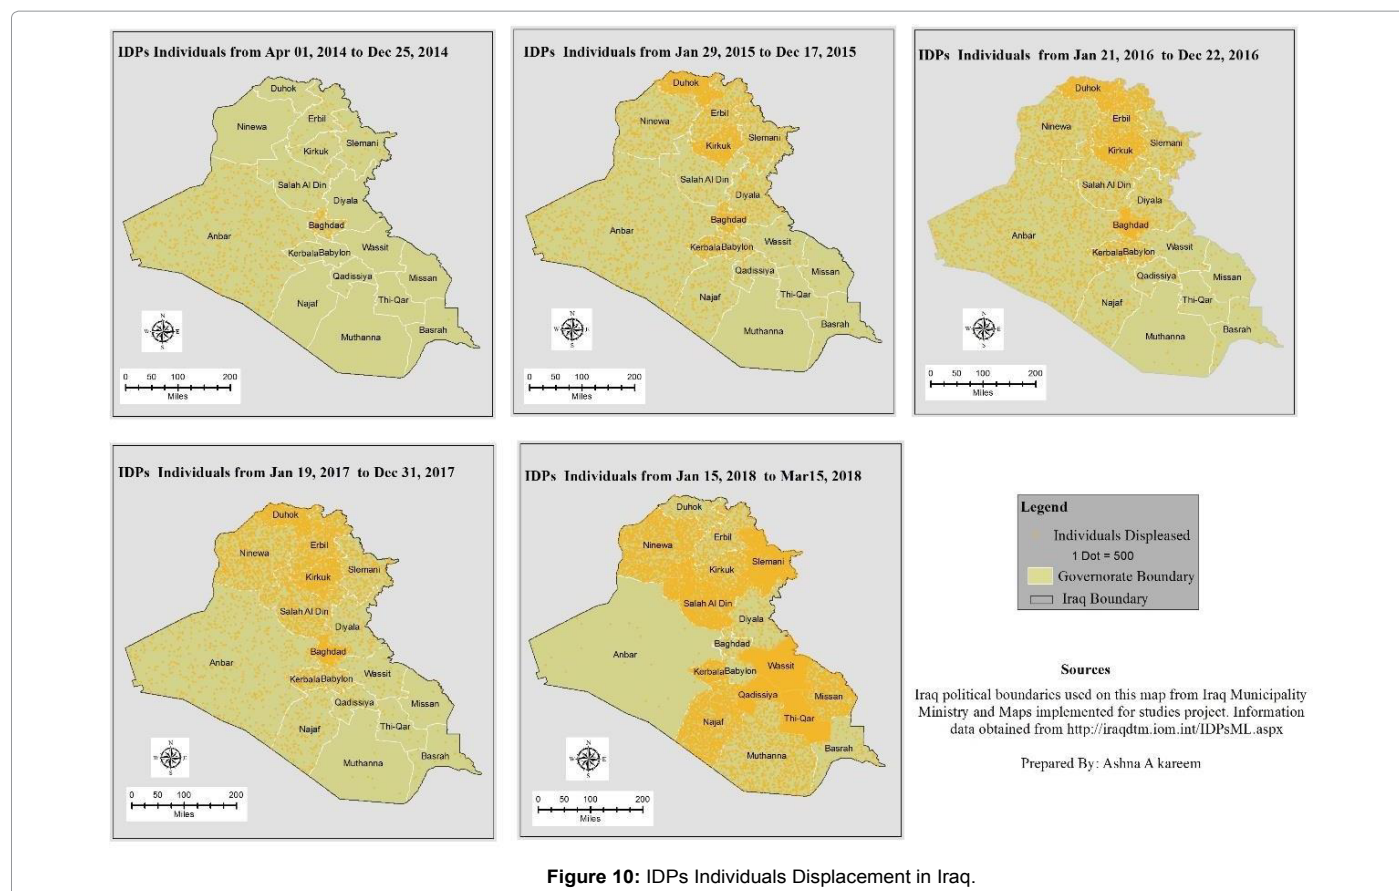 IDPs Individuals from Apr 01, 2014 to Dec 25, 2014
Duhok
Erbil
Ninewa
Slemani
Kirkuk
Salah Al Din
Diyala
Baghdad
Anbar
Wassit
Kerbala
Babylon
Qadissiya
Missan
Najaf
Thi-Qar
Basrah
Muthanna
N
W E
S
0 50 100 200
Miles
IDPs Individuals from Jan 29, 2015 to Dec 17, 2015
Duhok
Erbil
Ninewa
Slemani
Kirkuk
Salah Al Din
Diyala
Baghdad
Anbar
Wassit
Kerbala
Babylon
Qadissiya
Missan
Najaf
Thi-Qar
Basrah
Muthanna
N
W E
S
0 50 100 200
Miles
IDPs Individuals from Jan 21, 2016 to Dec 22, 2016
Duhok
Erbil
Ninewa
Slemani
Kirkuk
Salah Al Din
Diyala
Baghdad
Anbar
Wassit
Kerbala
Babylon
Qadissiya
Missan
Najaf
Thi-Qar
Basrah
Muthanna
N
W E
S
0 50 100 200
Miles
IDPs Individuals from Jan 19, 2017 to Dec 31, 2017
Duhok
Erbil
Ninewa
Slemani
Kirkuk
Salah Al Din
Diyala
Baghdad
Anbar
Wassit
Kerbala
Babylon
Qadissiya
Missan
Najaf
Thi-Qar
Basrah
Muthanna
N
W E
S
0 50 100 200
Miles
IDPs Individuals from Jan 15, 2018 to Mar15, 2018
Duhok
Erbil
Ninewa
Slemani
Kirkuk
Salah Al Din
Diyala
Baghdad
Anbar
Wassit
Kerbala
Babylon
Qadissiya
Missan
Najaf
Thi-Qar
Basrah
Muthanna
N
W E
S
0 50 100 200
Miles
Legend
Individuals Displeased
1 Dot = 500
Governorate Boundary
Iraq Boundary
Sources
Iraq political boundaries used on this map from Iraq Municipality
Ministry and Maps implemented for studies project. Information
data obtained from http://iraqdtm.iom.int/IDPsML.aspx
Prepared By: Ashna A kareem
Figure 10: IDPs Individuals Displacement in Iraq.